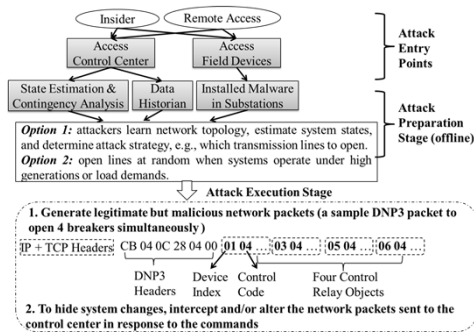 Insider
Remote Access
Access
Control Center
Access
Field Devices
Attack
Entry
Points
State Estimation &
Contingency Analysis
Data
Historian
Installed Malware
in Substations
Attack
Preparation
Stage (offline)
Option 1: attackers learn network topology, estimate system states,
and determine attack strategy, e.g., which transmission lines to open.
Option 2: open lines at random when systems operate under high
generations or load demands.
Attack Execution Stage
1. Generate legitimate but malicious network packets (a sample DNP3 packet to
open 4 breakers simultaneously)
IP + TCP Headers CB 04 0C 28 04 00 01 04 ... 03 04 ... 05 04 ... 06 04 ...
DNP3
Headers
Device
Index
Control
Code
Four Control
Relay Objects
2. To hide system changes, intercept and/or alter the network packets sent to the
control center in response to the commands